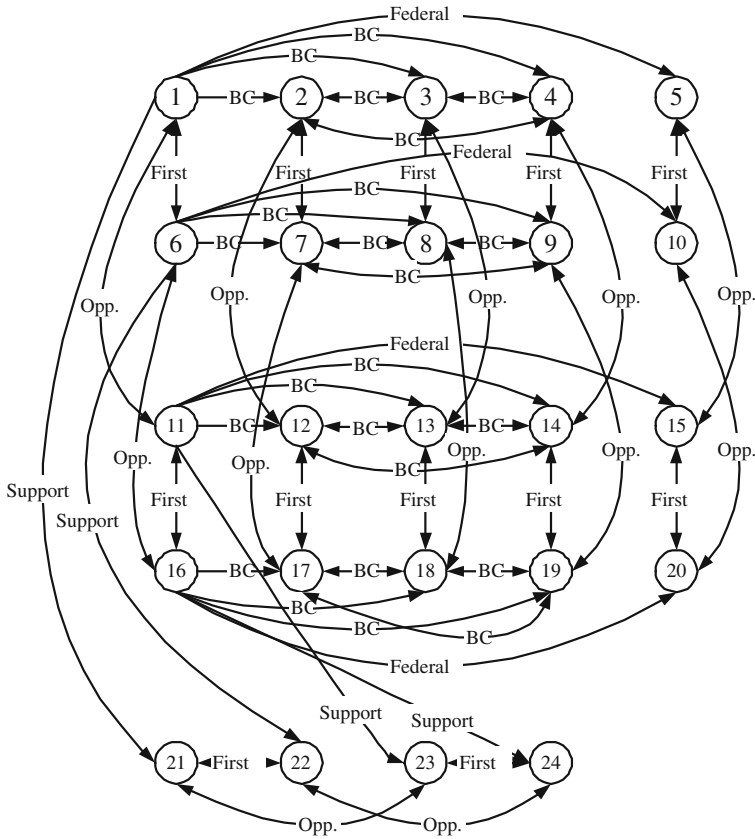 Federal
BC
BC
1 BC 2 BC 3 BC 4 5
BC
Federal
First First First First First
BC
BC
6 BC 7 BC 8 BC 9 10
BC
Opp. Opp. Opp. Opp. Opp.
Federal
BC
BC
11 BC 12 BC 13 BC 14 15
Opp. Opp. Opp. Opp. Opp.
BC
Support First First First First First
Support
16 BC 17 BC 18 BC 19 20
BC
BC BC
Federal
Support Support
21 First 22 23 First 24
Opp. Opp.